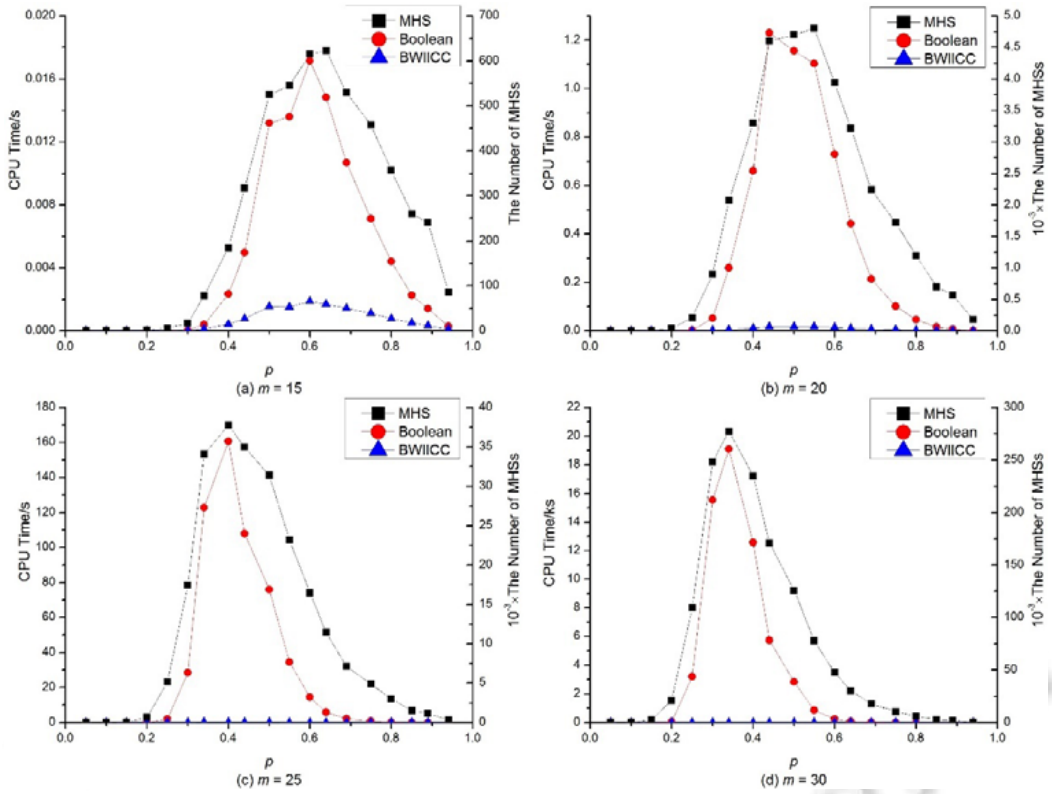 0.020
0.016
0.012
0.008
0.004
0.000
CPU Time/s
700
600
500
400
300
200
100
0
The Number of MHSs
MHS
Boolean
BWIICC
0.0 0.2 0.4 0.6 0.8 1.0
p
(a) m = 15
1.2
1.0
0.8
0.6
0.4
0.2
0.0
CPU Time/s
5.0
4.5
4.0
3.5
3.0
2.5
2.0
1.5
1.0
0.5
0.0
10⁻³×The Number of MHSs
MHS
Boolean
BWIICC
0.0 0.2 0.4 0.6 0.8 1.0
p
(b) m = 20
180
160
140
120
100
80
60
40
20
0
CPU Time/s
40
35
30
25
20
15
10
5
0
10⁻³×The Number of MHSs
MHS
Boolean
BWIICC
0.0 0.2 0.4 0.6 0.8 1.0
p
(c) m = 25
22
20
18
16
14
12
10
8
6
4
2
0
CPU Time/ks
300
250
200
150
100
50
0
10⁻³×The Number of MHSs
MHS
Boolean
BWIICC
0.0 0.2 0.4 0.6 0.8 1.0
p
(d) m = 30